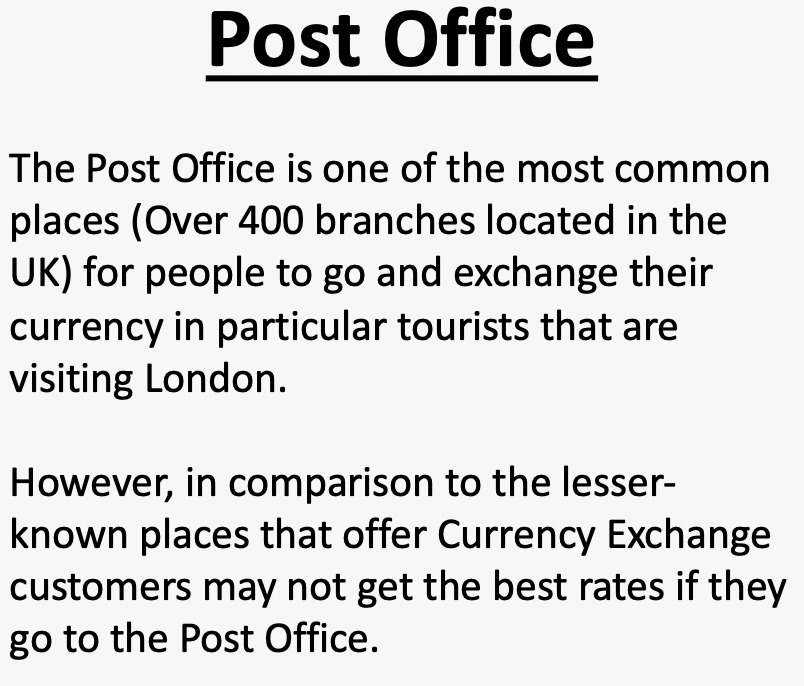 Post Office
The Post Office is one of the most common
places (Over 400 branches located in the
UK) for people to go and exchange their
currency in particular tourists that are
visiting London.
However, in comparison to the lesser-
known places that offer Currency Exchange
customers may not get the best rates if they
go to the Post Office.